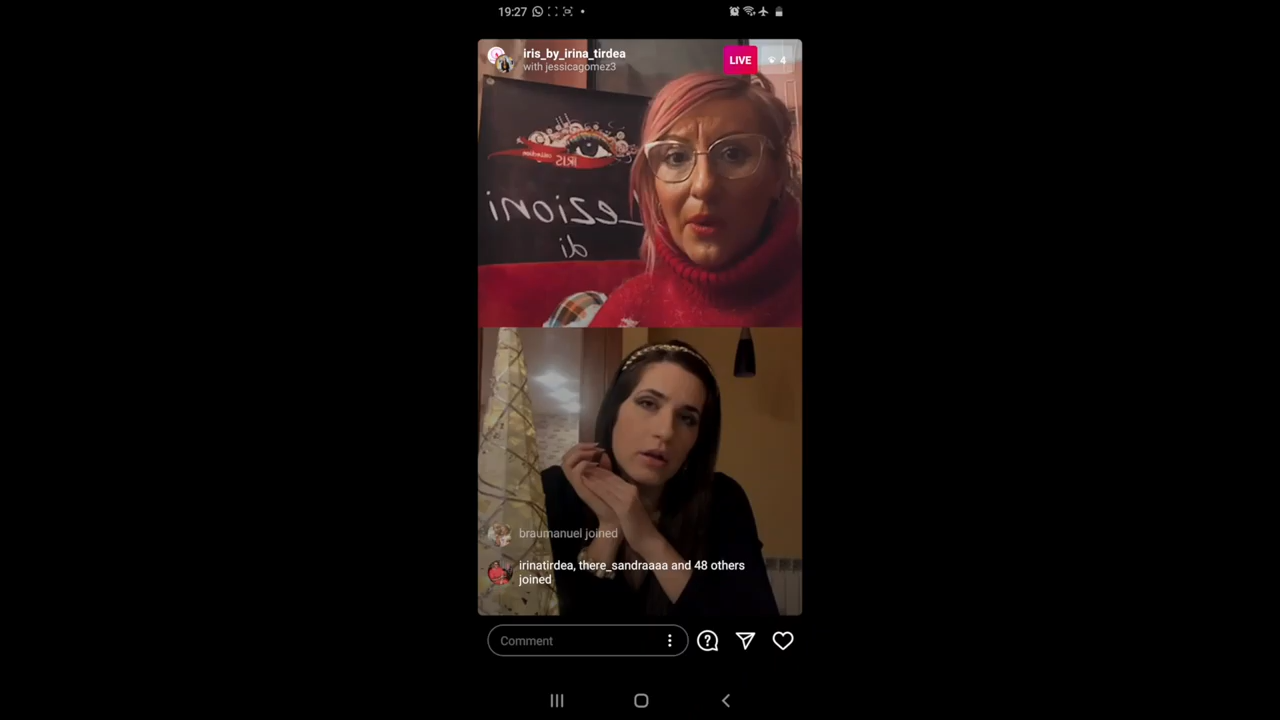 19:27
iris_by_irina_tirdea
with jessicagomez3
LIVE
4
IRIS
Lezioni
di
braumanuel joined
irinatirdea, there_sandraaaa and 48 others
joined
Comment